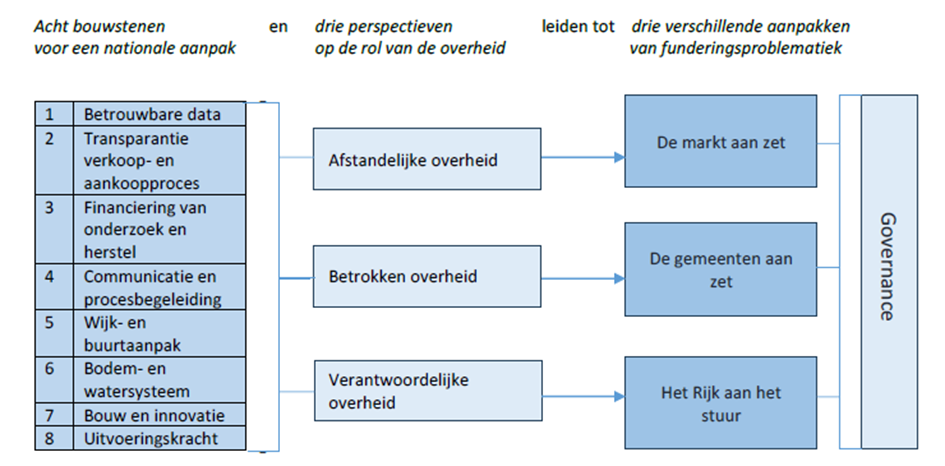 Acht bouwstenen
voor een nationale aanpak
en
drie perspectieven
op de rol van de overheid
leiden tot
drie verschillende aanpakken
van funderingsproblematiek
1 Betrouwbare data
2 Transparantie
verkoop- en
aankoopproces
3 Financiering van
onderzoek en
herstel
4 Communicatie en
procesbegeleiding
5 Wijk- en
buurtaanpak
6 Bodem- en
watersysteem
7 Bouw en innovatie
8 Uitvoeringskracht
Afstandelijke overheid
Betrokken overheid
Verantwoordelijke
overheid
De markt aan zet
De gemeenten aan
zet
Het Rijk aan het
stuur
Governance